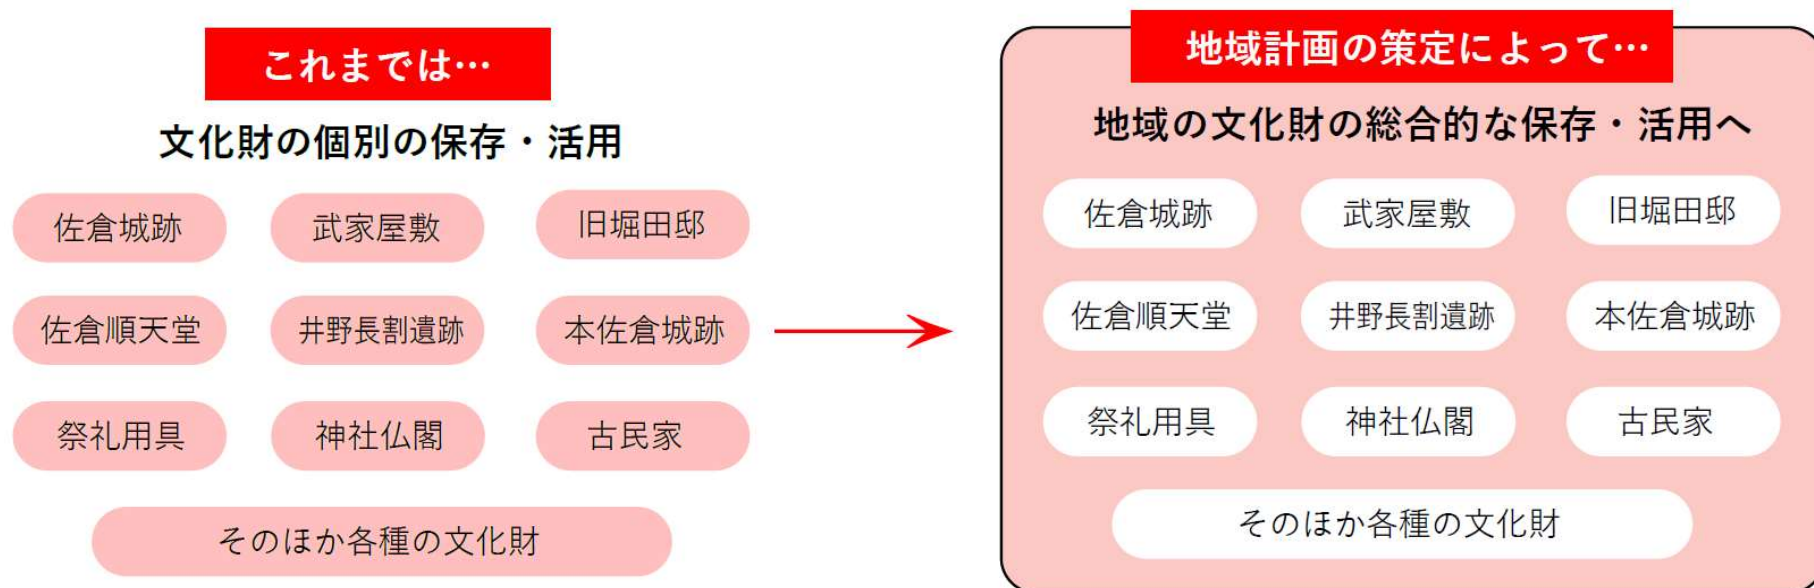 これまでは…
文化財の個別の保存・活用
佐倉城跡
武家屋敷
旧堀田邸
佐倉順天堂
井野長割遺跡
本佐倉城跡
祭礼用具
神社仏閣
古民家
そのほか各種の文化財
地域計画の策定によって…
地域の文化財の総合的な保存・活用へ
佐倉城跡
武家屋敷
旧堀田邸
佐倉順天堂
井野長割遺跡
本佐倉城跡
祭礼用具
神社仏閣
古民家
そのほか各種の文化財